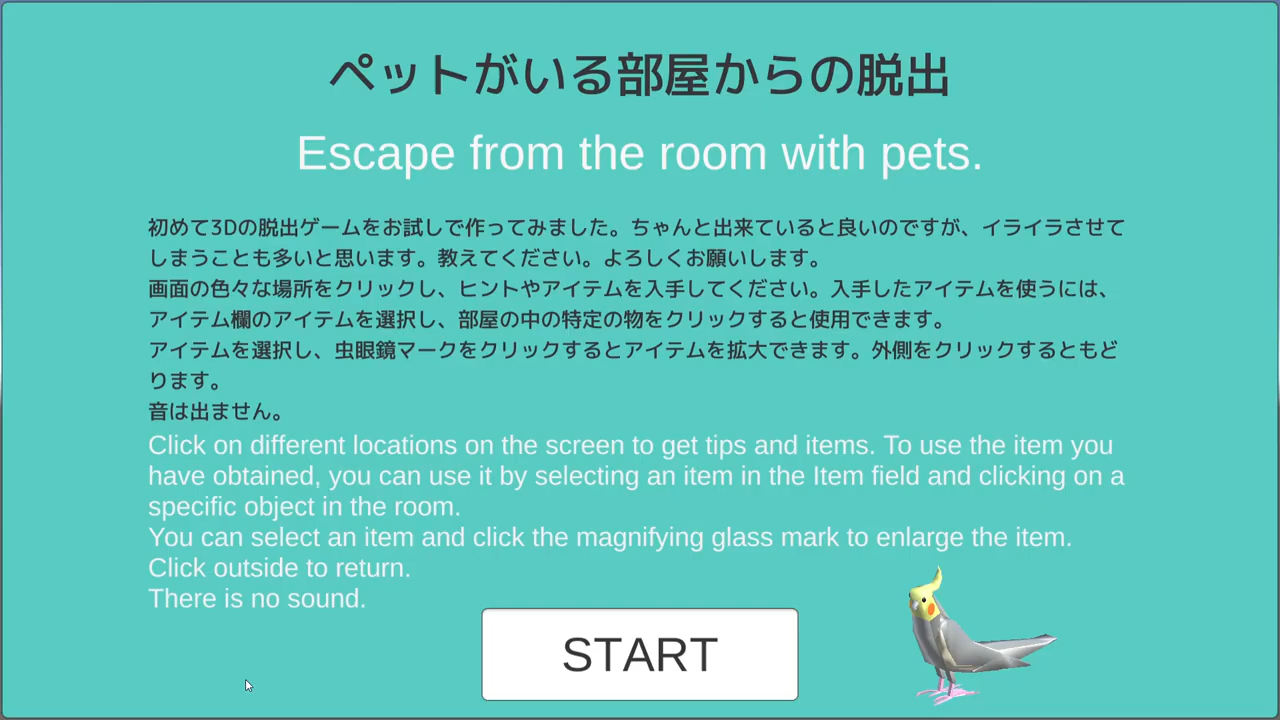 ペットがいる部屋からの脱出
Escape from the room with pets.
初めて3Dの脱出ゲームをお試しで作ってみました。ちゃんと出来ていると良いのですが、イライラさせて
しまうことも多いと思います。教えてください。よろしくお願いします。
画面の色々な場所をクリックし、ヒントやアイテムを入手してください。入手したアイテムを使うには、
アイテム欄のアイテムを選択し、部屋の中の特定の物をクリックすると使用できます。
アイテムを選択し、虫眼鏡マークをクリックするとアイテムを拡大できます。外側をクリックするともど
ります。
音は出ません。
Click on different locations on the screen to get tips and items. To use the item you
have obtained, you can use it by selecting an item in the Item field and clicking on a
specific object in the room.
You can select an item and click the magnifying glass mark to enlarge the item.
Click outside to return.
There is no sound.
START